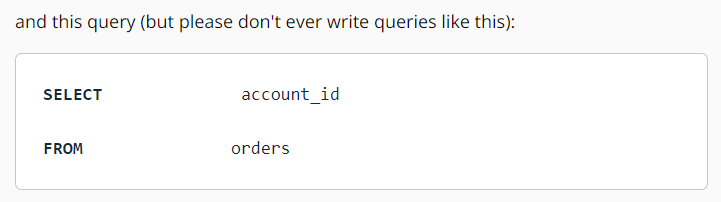 and this query (but please don't ever write queries like this):
SELECT account_id
FROM orders